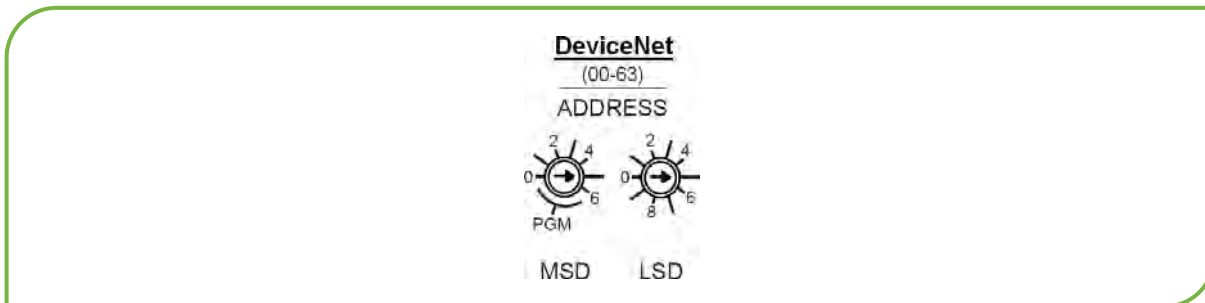 DeviceNet
(00-63)
ADDRESS
2 4 2 4
0 6 0 6
8
PGM
MSD LSD